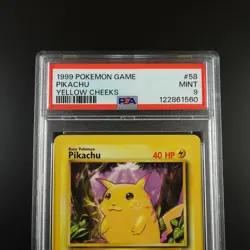 1999 POKEMON GAME #58
PIKACHU MINT
YELLOW CHEEKS 9
PSA 122861560
Basic Pokémon
Pikachu 40 HP